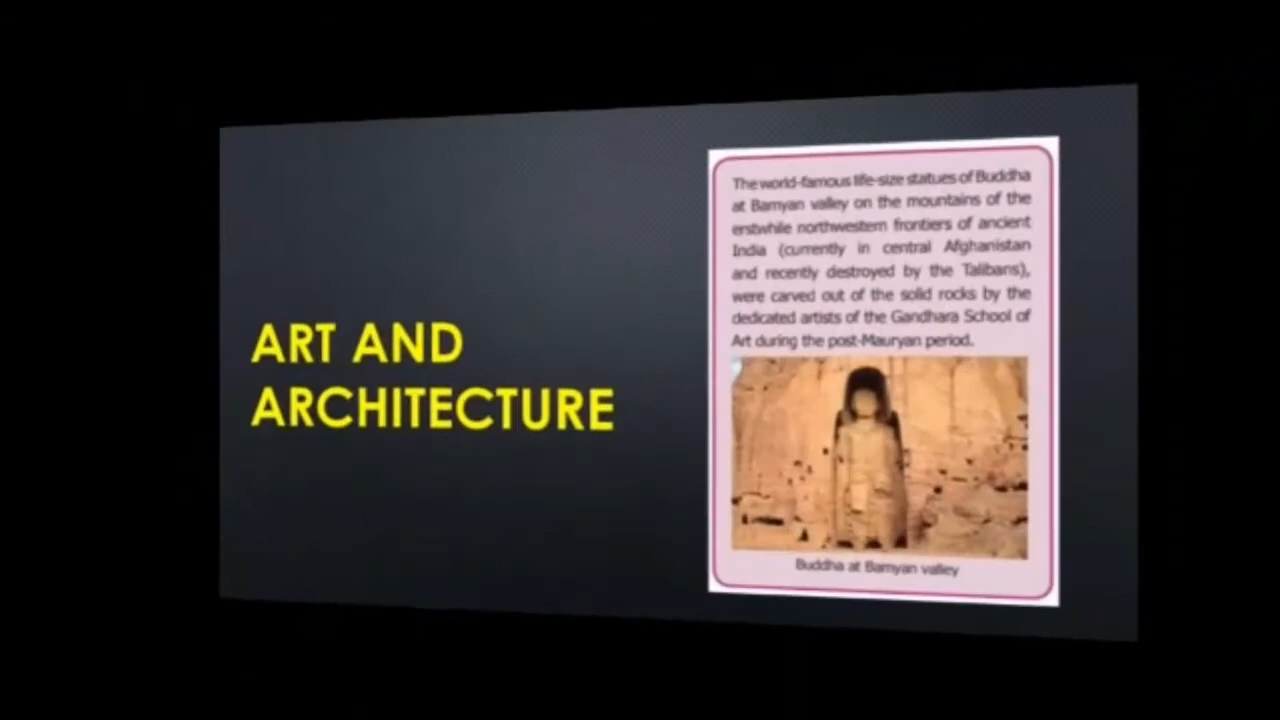 ART AND
ARCHITECTURE
The world-famous life-size statues of Buddha
at Bamyan valley on the mountains of the
erstwhile northwestern frontiers of ancient
India (currently in central Afghanistan
and recently destroyed by the Talibans),
were carved out of the solid rocks by the
dedicated artists of the Gandhara School of
Art during the post-Mauryan period.
Buddha at Bamyan valley